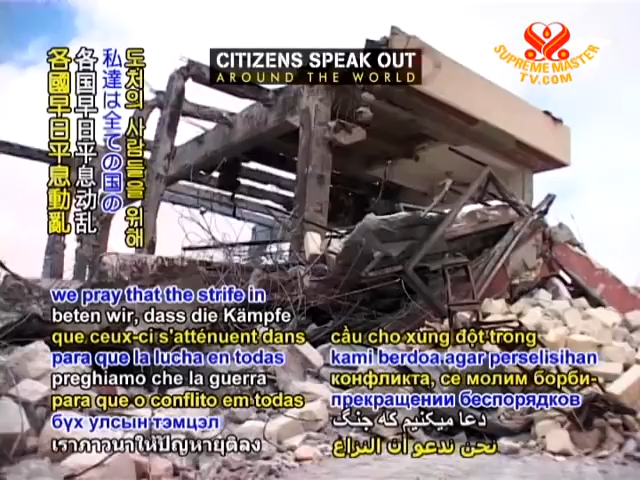 CITIZENS SPEAK OUT
AROUND THE WORLD
SUPREME MASTER
TV.COM
各國早日平息動亂
各国早日平息动乱
私達は全ての国の
도처의 사람들을 위해
we pray that the strife in
beten wir, dass die Kämpfe
que ceux-ci s'atténuent dans
para que la lucha en todas
preghiamo che la guerra
para que o conflito em todas
бүх улсын тэмцэл
เราภาวนาให้ปัญหายุติลง
cầu cho xung đột trong
kami berdoa agar perselisihan
конфликта, се молим борби-
прекращении беспорядков
دعا میکنیم که جنگ
نحن ندعو أن النزاع